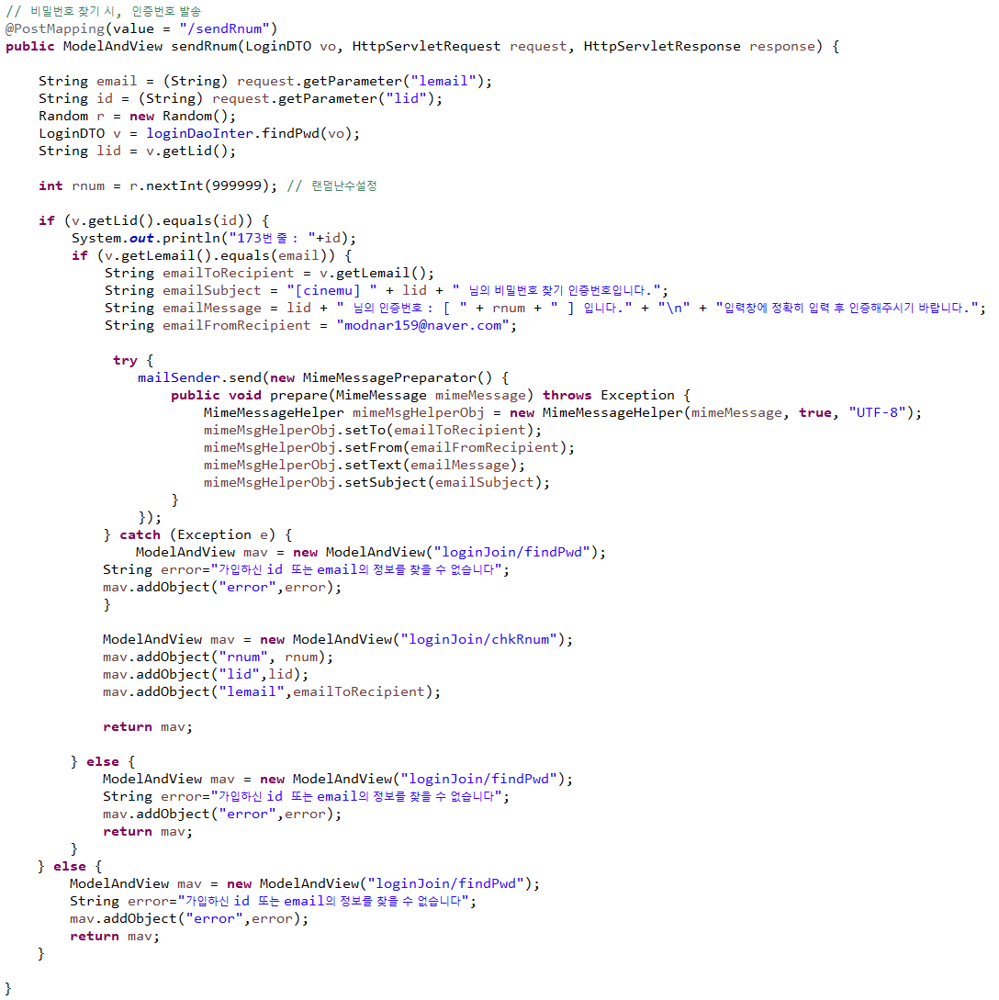 // 비밀번호 찾기 시, 인증번호 발송
@PostMapping(value = "/sendRnum")
public ModelAndView sendRnum(LoginDTO vo, HttpServletRequest request, HttpServletResponse response) {
String email = (String) request.getParameter("lemail");
String id = (String) request.getParameter("lid");
Random r = new Random();
LoginDTO v = loginDaoInter.findPwd(vo);
String lid = v.getLid();
int rnum = r.nextInt(999999); // 랜덤난수설정
if (v.getLid().equals(id)) {
System.out.println("173번 줄 : "+id);
if (v.getLemail().equals(email)) {
String emailToRecipient = v.getLemail();
String emailSubject = "[cinemu] " + lid + " 님의 비밀번호 찾기 인증번호입니다.";
String emailMessage = lid + " 님의 인증번호 : [ " + rnum + " ] 입니다." + "\n" + "입력창에 정확히 입력 후 인증해주시기 바랍니다.";
String emailFromRecipient = "modnar159@naver.com";
try {
mailSender.send(new MimeMessagePreparator() {
public void prepare(MimeMessage mimeMessage) throws Exception {
MimeMessageHelper mimeMsgHelperObj = new MimeMessageHelper(mimeMessage, true, "UTF-8");
mimeMsgHelperObj.setTo(emailToRecipient);
mimeMsgHelperObj.setFrom(emailFromRecipient);
mimeMsgHelperObj.setText(emailMessage);
mimeMsgHelperObj.setSubject(emailSubject);
}
});
} catch (Exception e) {
ModelAndView mav = new ModelAndView("loginJoin/findPwd");
String error="가입하신 id 또는 email의 정보를 찾을 수 없습니다";
mav.addObject("error",error);
}
ModelAndView mav = new ModelAndView("loginJoin/chkRnum");
mav.addObject("rnum", rnum);
mav.addObject("lid",lid);
mav.addObject("lemail",emailToRecipient);
return mav;
} else {
ModelAndView mav = new ModelAndView("loginJoin/findPwd");
String error="가입하신 id 또는 email의 정보를 찾을 수 없습니다";
mav.addObject("error",error);
return mav;
}
} else {
ModelAndView mav = new ModelAndView("loginJoin/findPwd");
String error="가입하신 id 또는 email의 정보를 찾을 수 없습니다";
mav.addObject("error",error);
return mav;
}
}